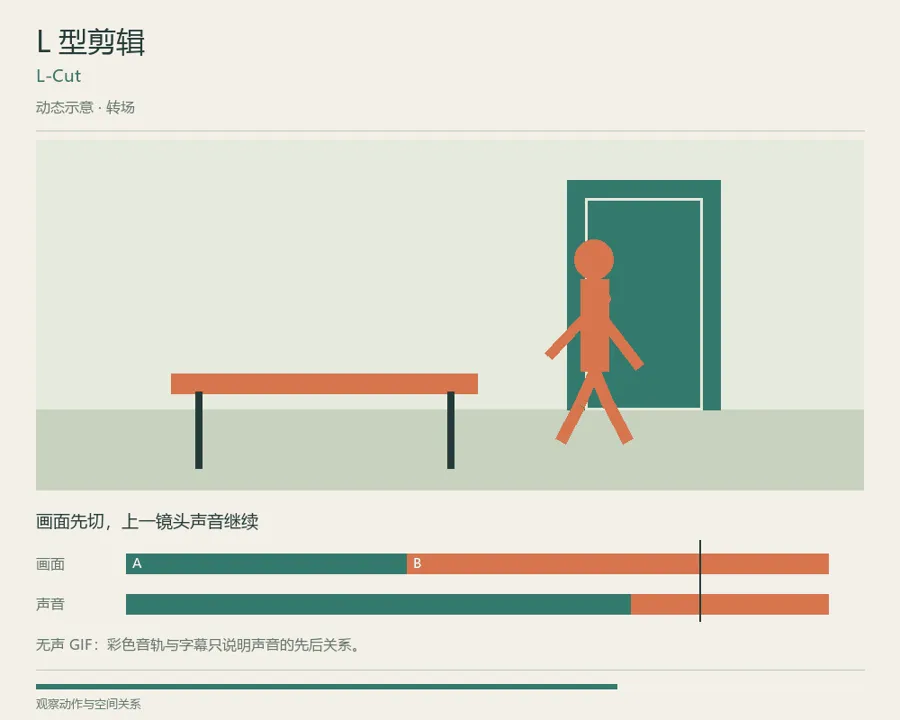 L 型剪辑
L-Cut
动态示意 · 转场
画面先切，上一镜头声音继续
画面 A B
声音
无声 GIF：彩色音轨与字幕只说明声音的先后关系。
观察动作与空间关系